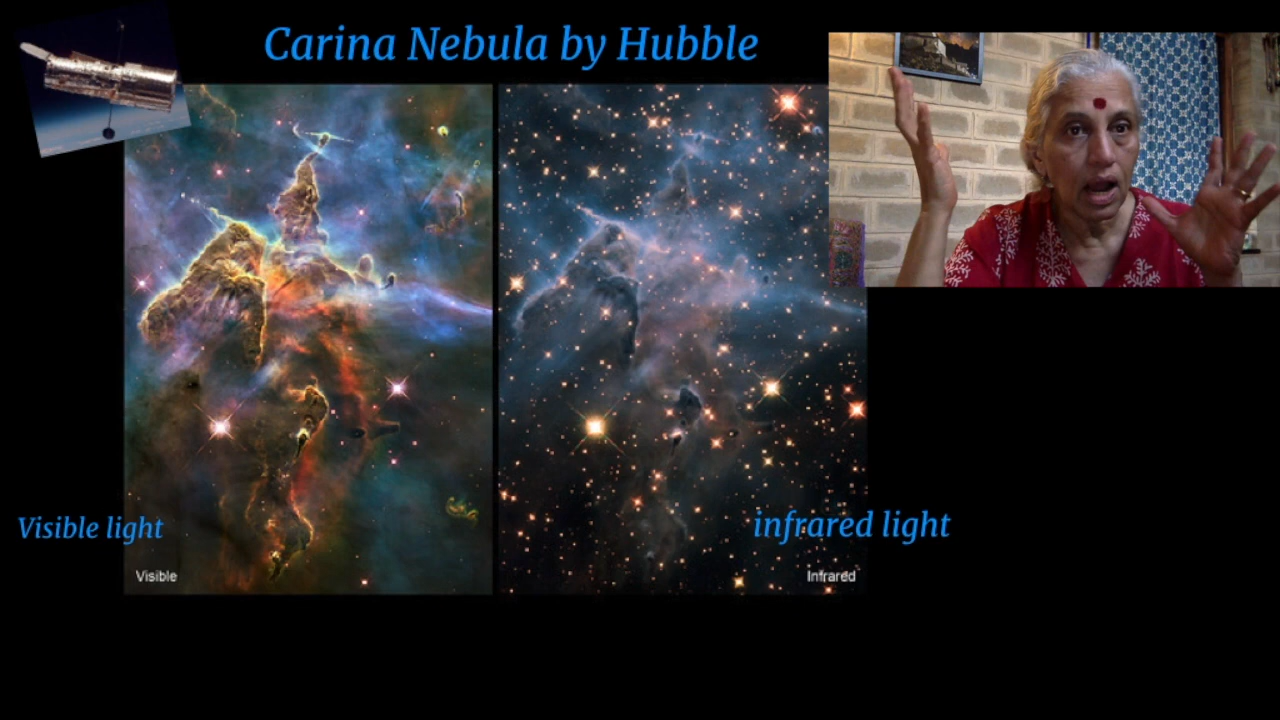 Carina Nebula by Hubble
Visible light
infrared light
Visible
Infrared